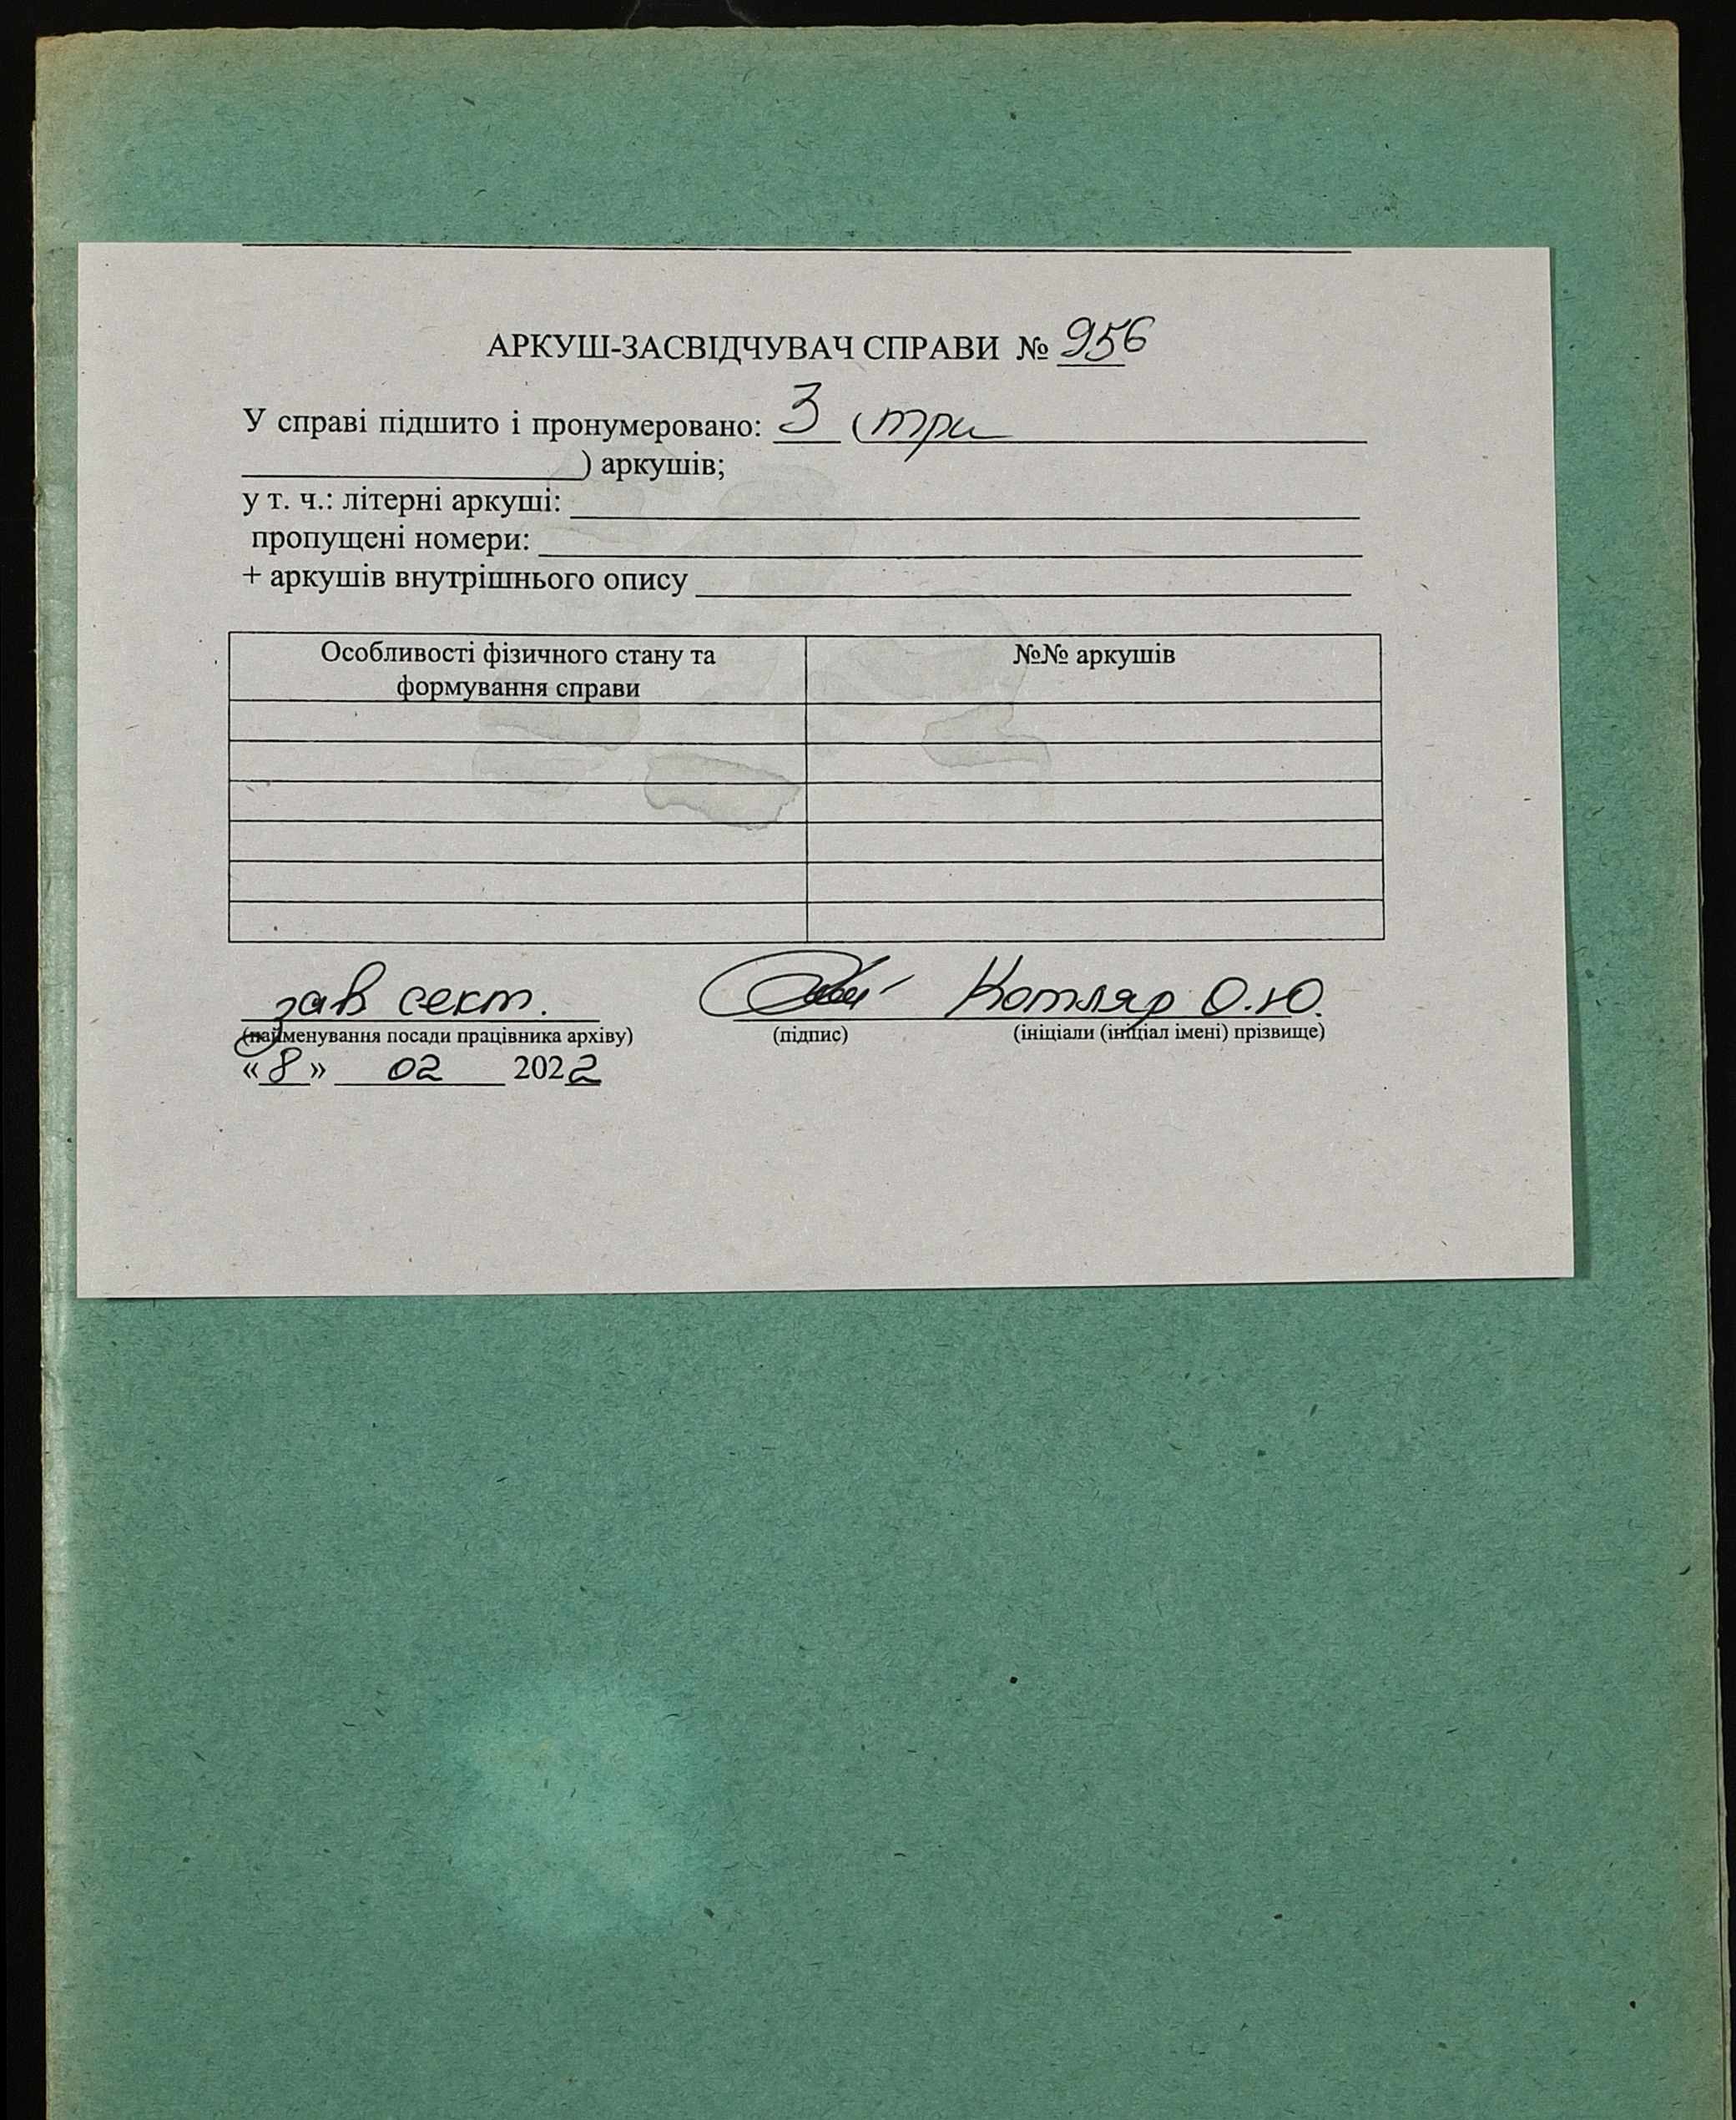 АРКУШ-ЗАСВІДЧУВАЧ СПРАВИ № 956
У справі підшито і пронумеровано: 3 (три
) аркушів;
у т. ч.: літерні аркуші:
пропущені номери:
+ аркушів внутрішнього опису
Особливості фізичного стану та №№ аркушів
формування справи
зав сект. Котляр О.Ю.
(найменування посади працівника архіву) (підпис) (ініціали (ініціал імені) прізвище)
«8» 02 2022